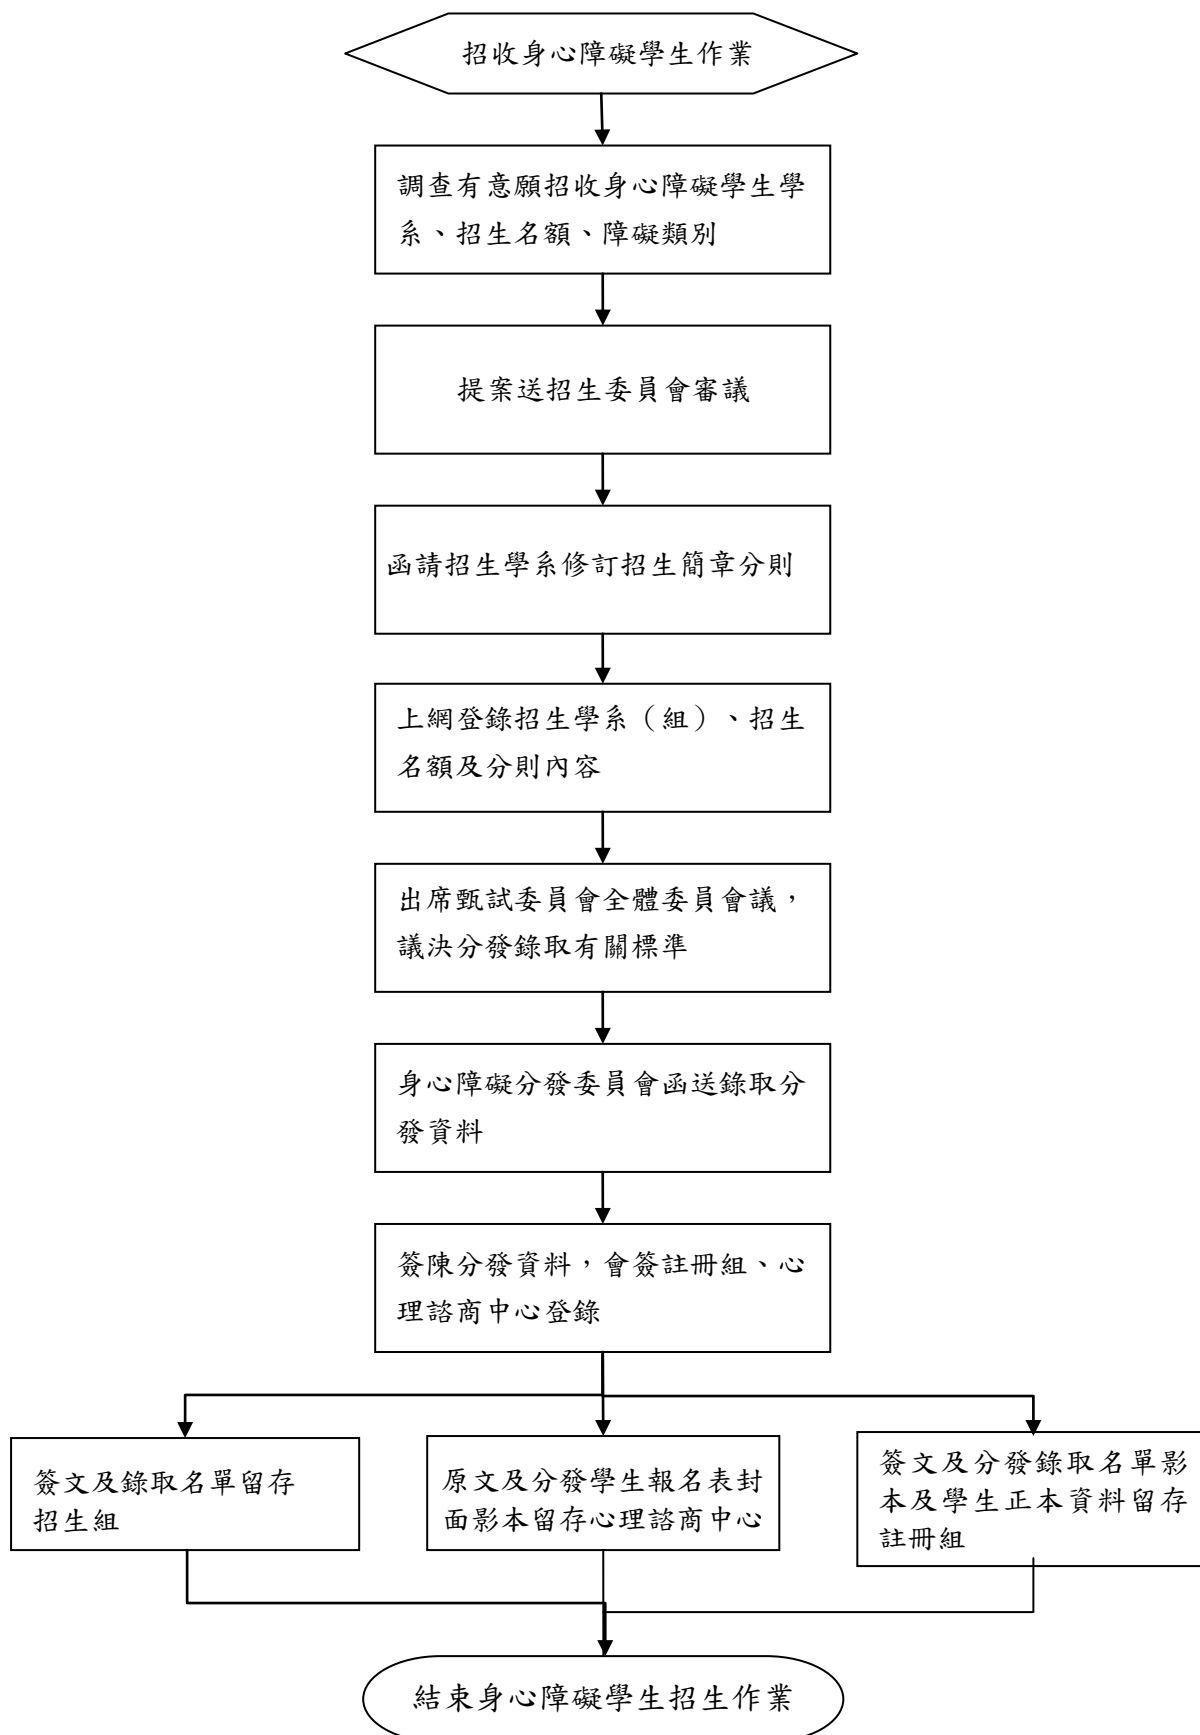 招收身心障礙學生作業
調查有意願招收身心障礙學生學
系、招生名額、障礙類別
提案送招生委員會審議
函請招生學系修訂招生簡章分則
上網登錄招生學系（組）、招生
名額及分則內容
出席甄試委員會全體委員會議，
議決分發錄取有關標準
身心障礙分發委員會函送錄取分
發資料
簽陳分發資料，會簽註冊組、心
理諮商中心登錄
簽文及錄取名單留存
招生組
原文及分發學生報名表封
面影本留存心理諮商中心
簽文及分發錄取名單影
本及學生正本資料留存
註冊組
結束身心障礙學生招生作業